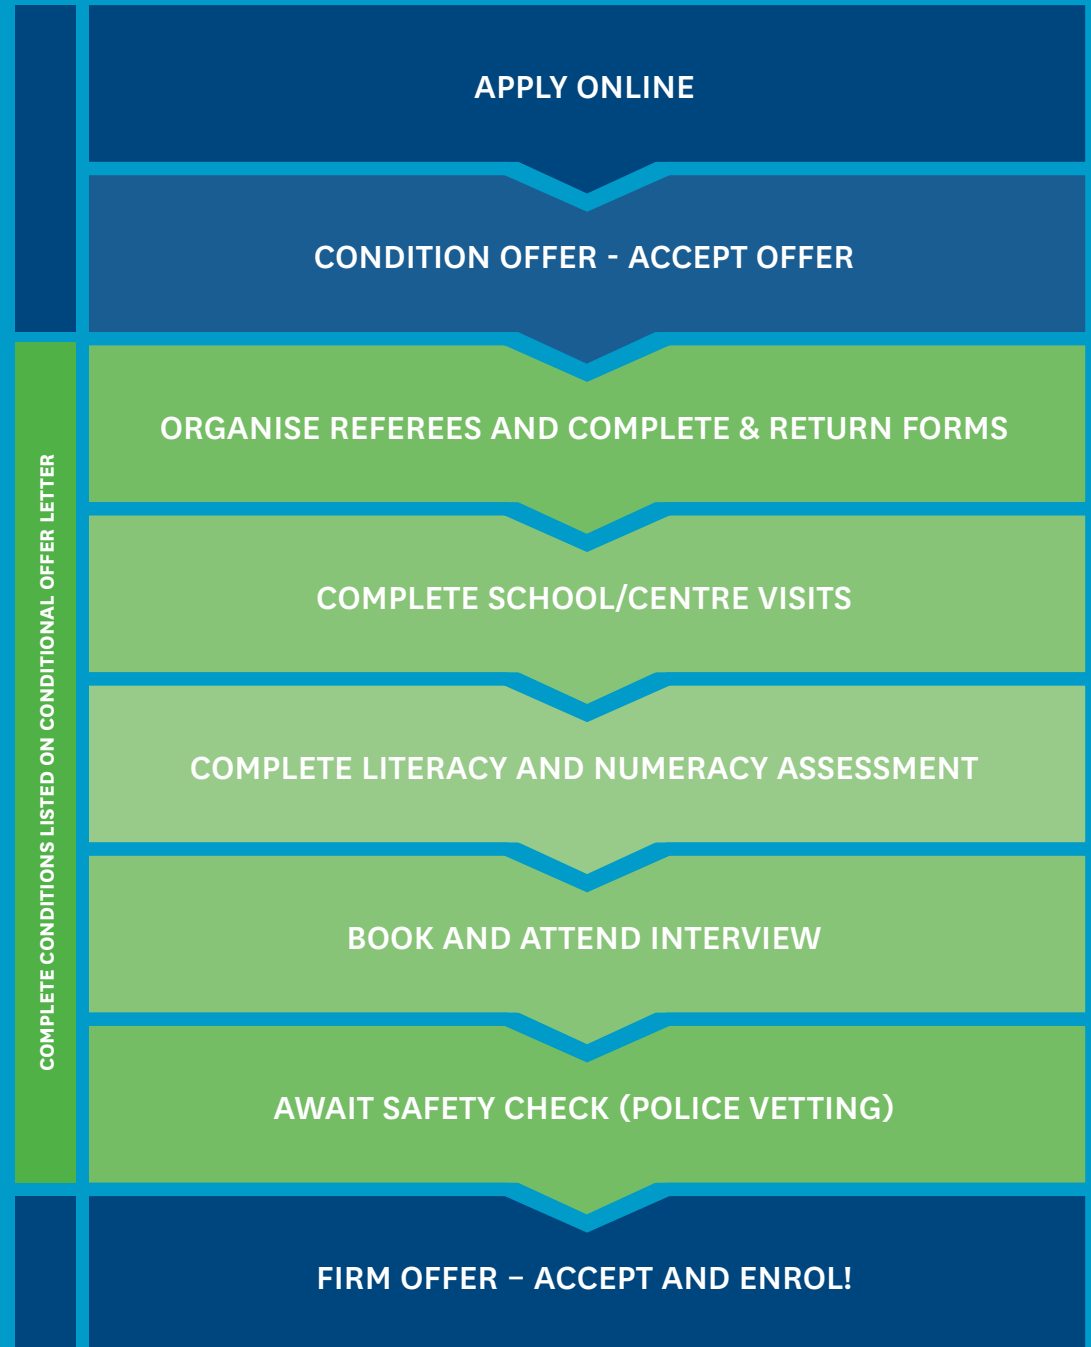 APPLY ONLINE
CONDITION OFFER - ACCEPT OFFER
COMPLETE CONDITIONS LISTED ON CONDITIONAL OFFER LETTER
ORGANISE REFEREES AND COMPLETE & RETURN FORMS
COMPLETE SCHOOL/CENTRE VISITS
COMPLETE LITERACY AND NUMERACY ASSESSMENT
BOOK AND ATTEND INTERVIEW
AWAIT SAFETY CHECK (POLICE VETTING)
FIRM OFFER – ACCEPT AND ENROL!